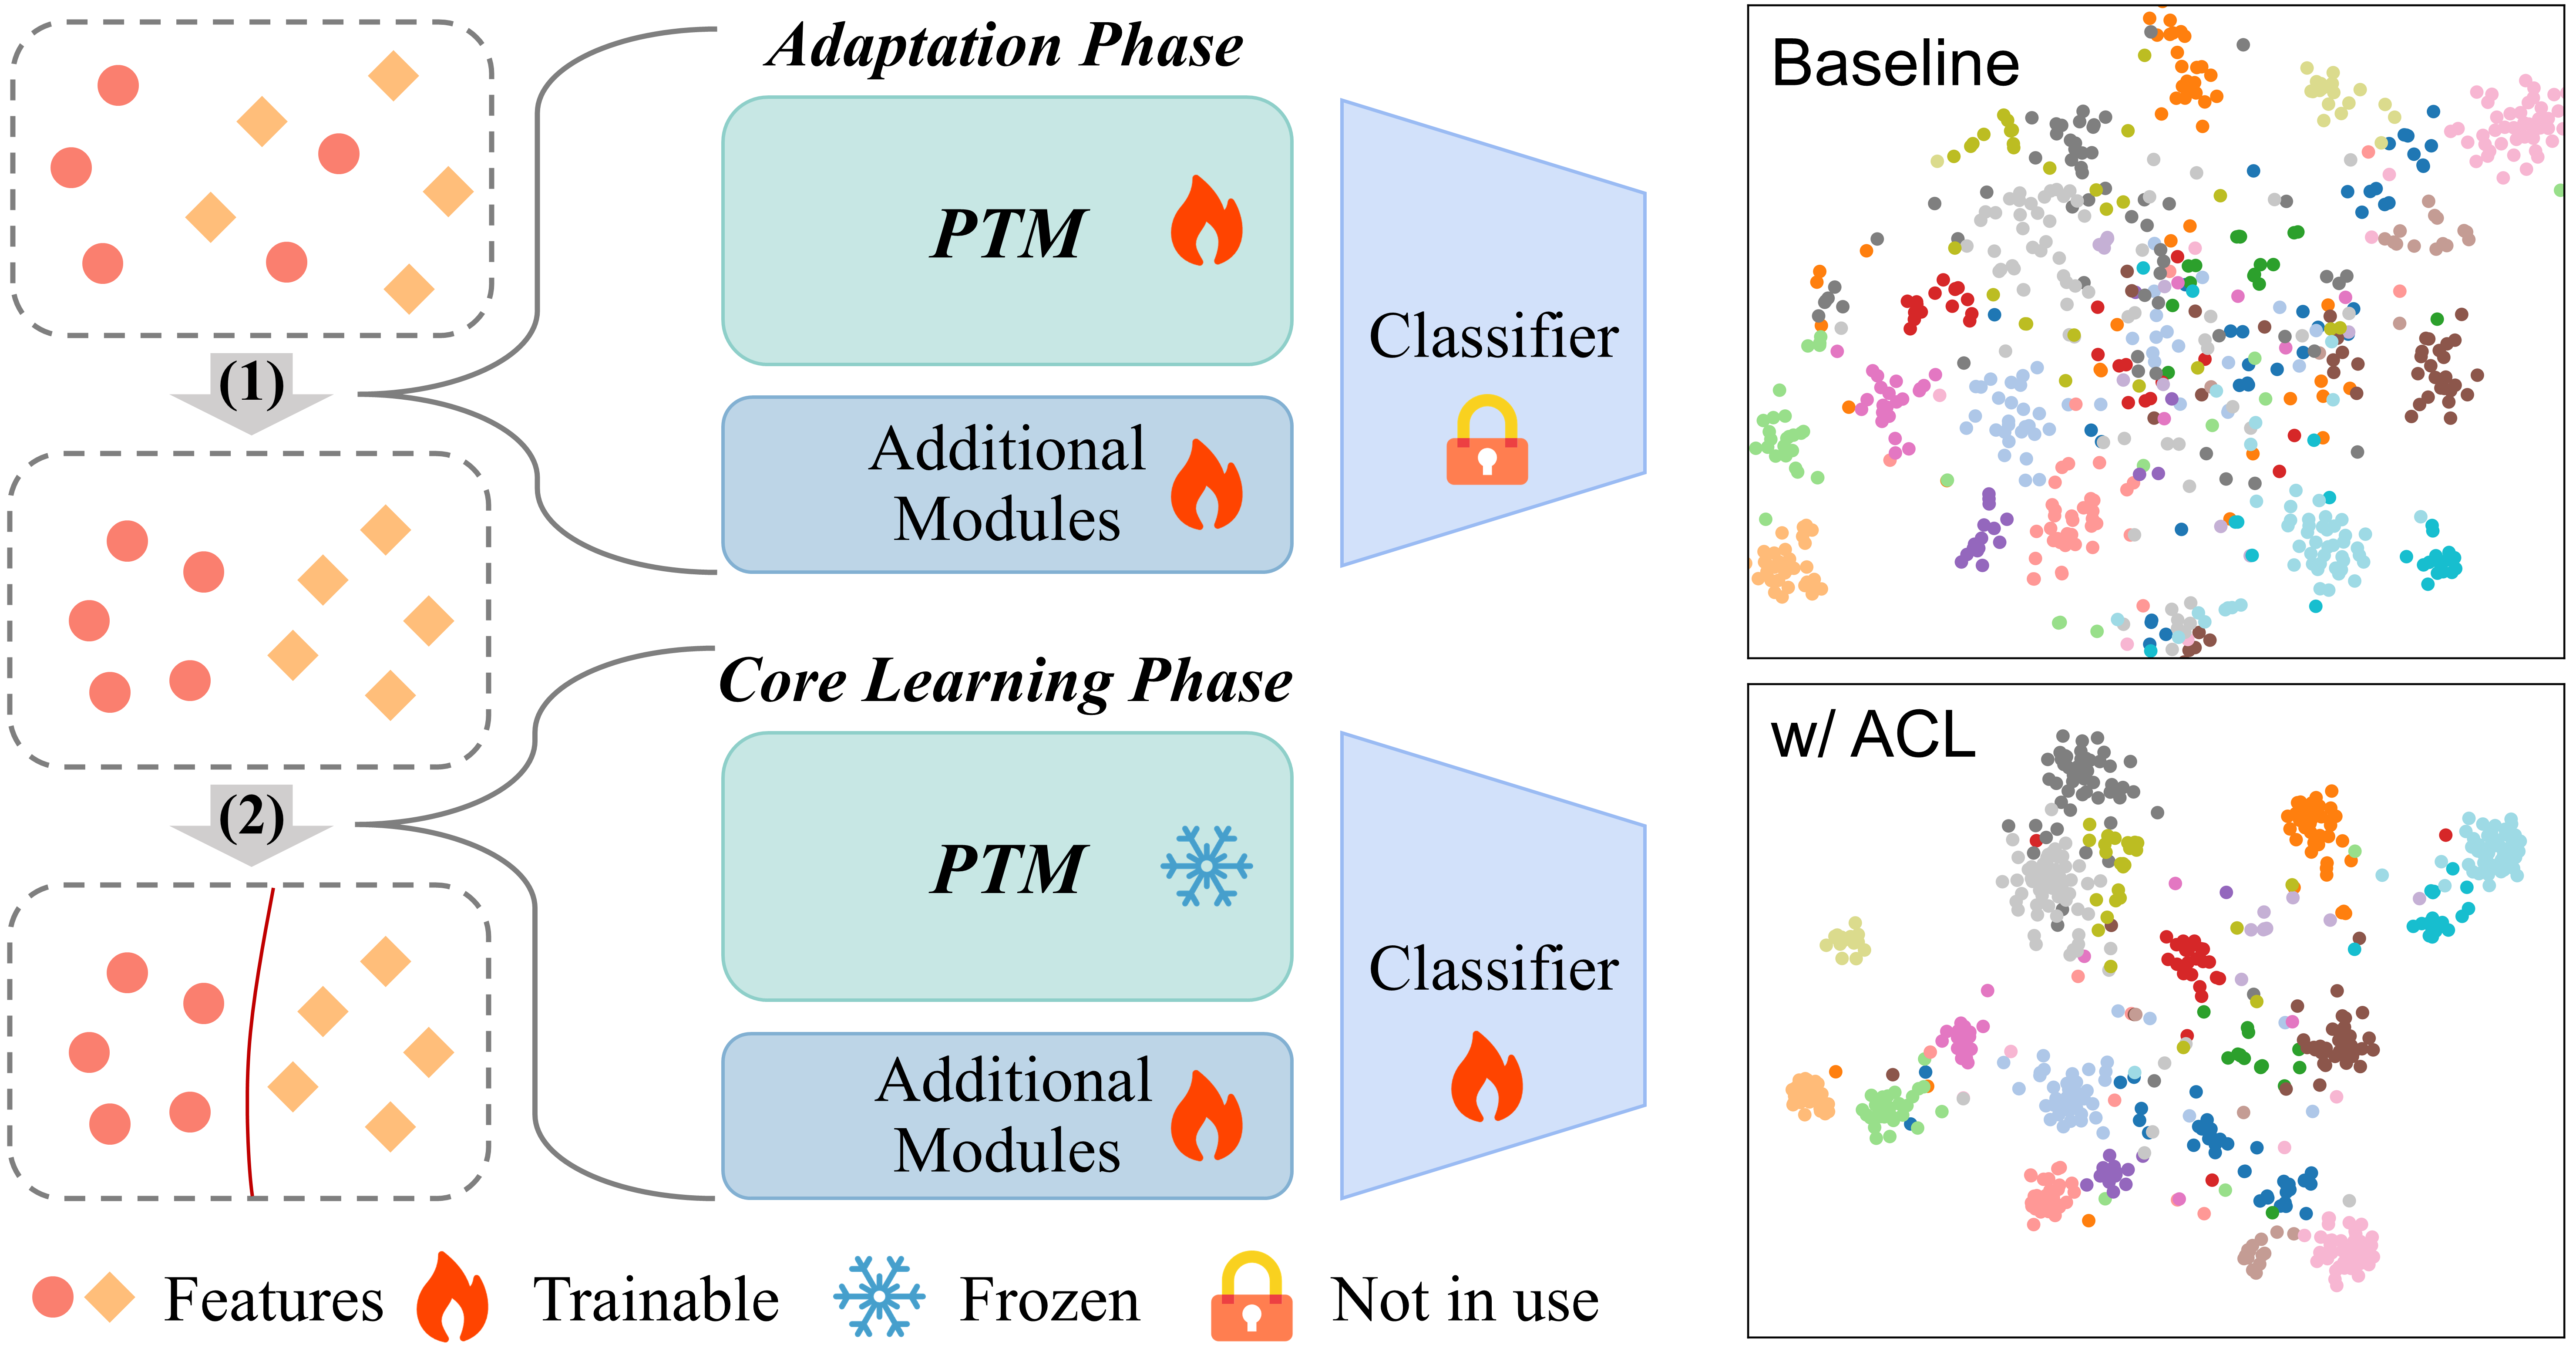 Adaptation Phase
PTM
Additional
Modules
Classifier
(1)
Core Learning Phase
PTM
Additional
Modules
Classifier
(2)
Features
Trainable
Frozen
Not in use
Baseline
w/ ACL